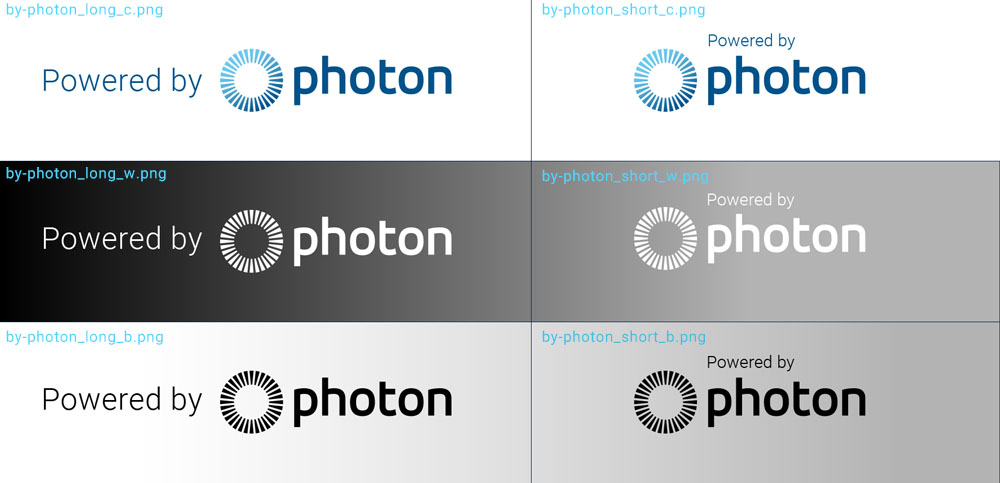 by-photon_long_c.png
Powered by photon
by-photon_short_c.png
Powered by
photon
by-photon_long_w.png
Powered by photon
by-photon_short_w.png
Powered by
photon
by-photon_long_b.png
Powered by photon
by-photon_short_b.png
Powered by
photon